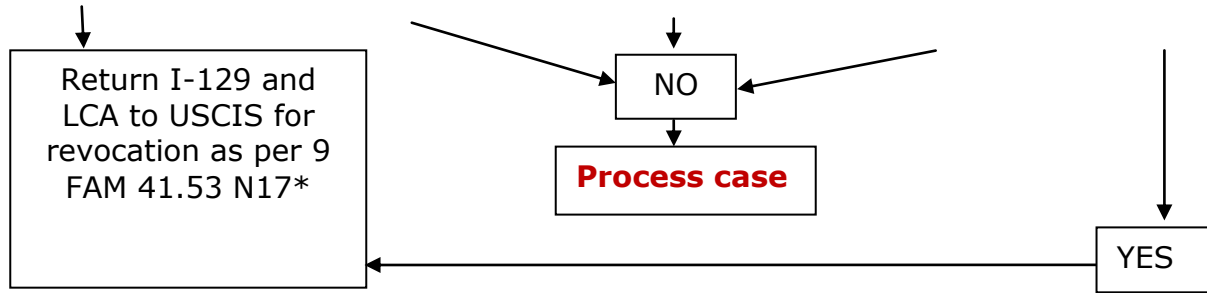 Return I-129 and
LCA to USCIS for
revocation as per 9
FAM 41.53 N17*
NO
Process case
YES